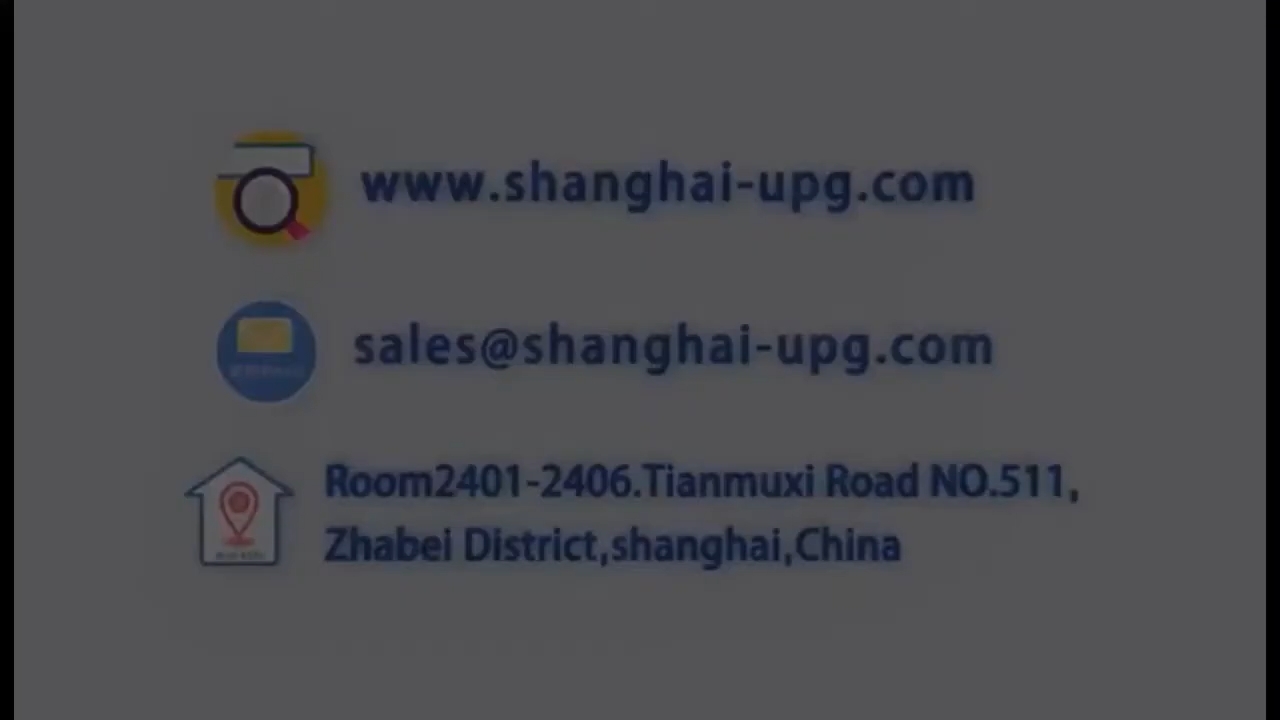 www.shanghai-upg.com
sales@shanghai-upg.com
Room2401-2406.Tianmuxi Road NO.511,
Zhabei District,shanghai,China